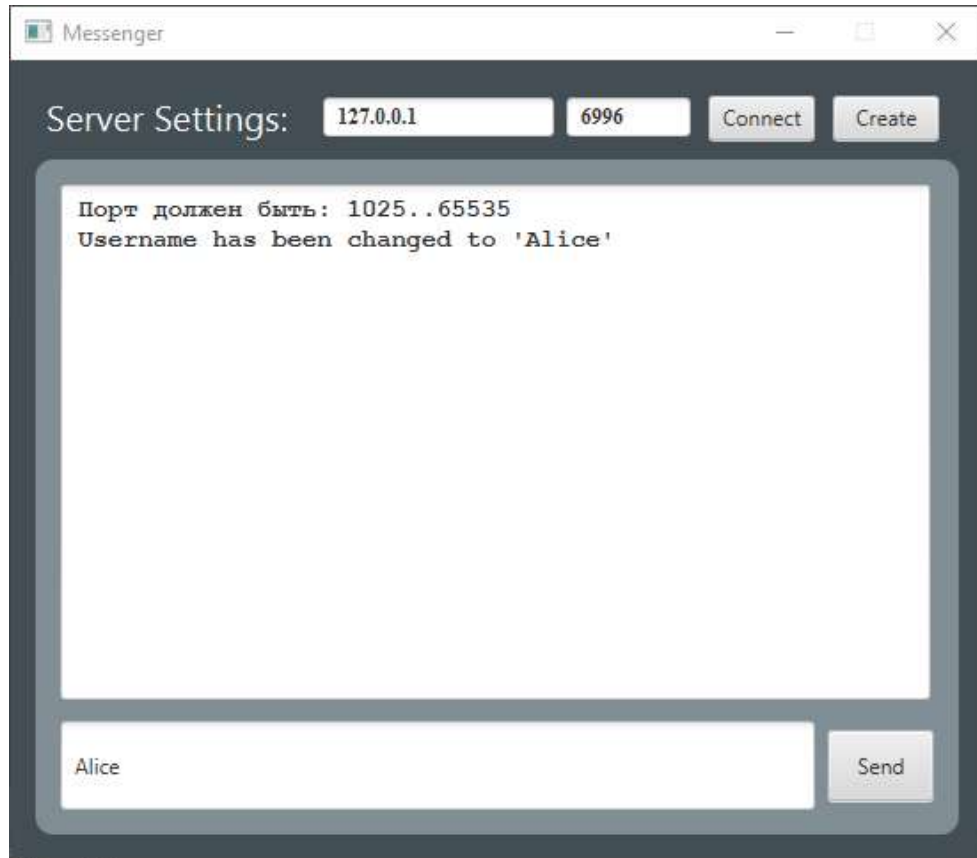 Messenger
Server Settings: 127.0.0.1 6996 Connect Create
Порт должен быть: 1025..65535
Username has been changed to 'Alice'
Alice Send